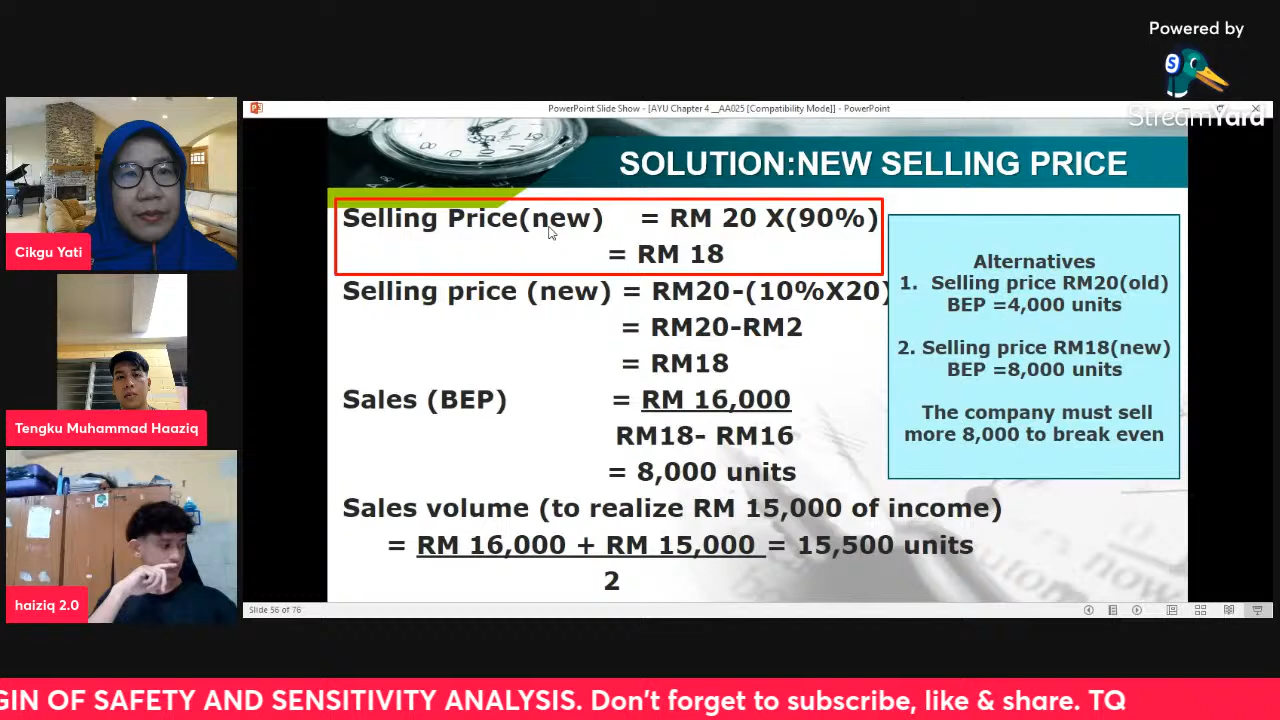 Powered by
StreamYard
PowerPoint Slide Show - [AYU Chapter 4 __AA025 [Compatibility Mode]] - PowerPoint
SOLUTION:NEW SELLING PRICE
Selling Price(new) = RM 20 X(90%)
= RM 18
Selling price (new) = RM20-(10%X20)
= RM20-RM2
= RM18
Sales (BEP) = RM 16,000
RM18- RM16
= 8,000 units
Sales volume (to realize RM 15,000 of income)
= RM 16,000 + RM 15,000 = 15,500 units
2
Alternatives
1. Selling price RM20(old)
BEP =4,000 units
2. Selling price RM18(new)
BEP =8,000 units
The company must sell
more 8,000 to break even
Slide 56 of 76
Cikgu Yati
Tengku Muhammad Haaziq
haiziq 2.0
GIN OF SAFETY AND SENSITIVITY ANALYSIS. Don't forget to subscribe, like & share. TQ